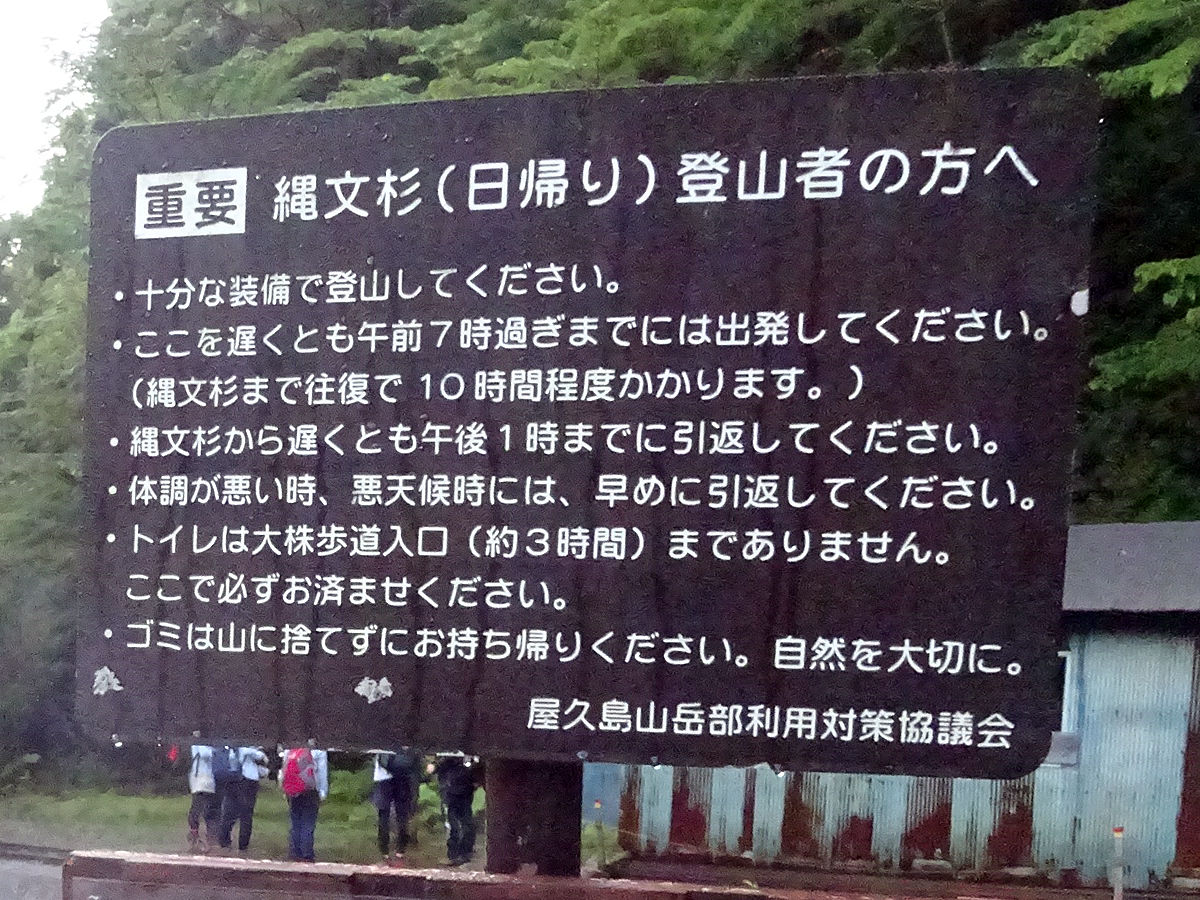 重要 縄文杉(日帰り)登山者の方へ
・十分な装備で登山してください。
・ここを遅くとも午前7時過ぎまでには出発してください。
(縄文杉まで往復で 10 時間程度かかります。)
・縄文杉から遅くとも午後1時までに引返してください。
・体調が悪い時、悪天候時には、早めに引返してください。
・トイレは大株歩道入口(約3時間)までありません。
ここで必ずお済ませください。
・ゴミは山に捨てずにお持ち帰りください。自然を大切に。
屋久島山岳部利用対策協議会